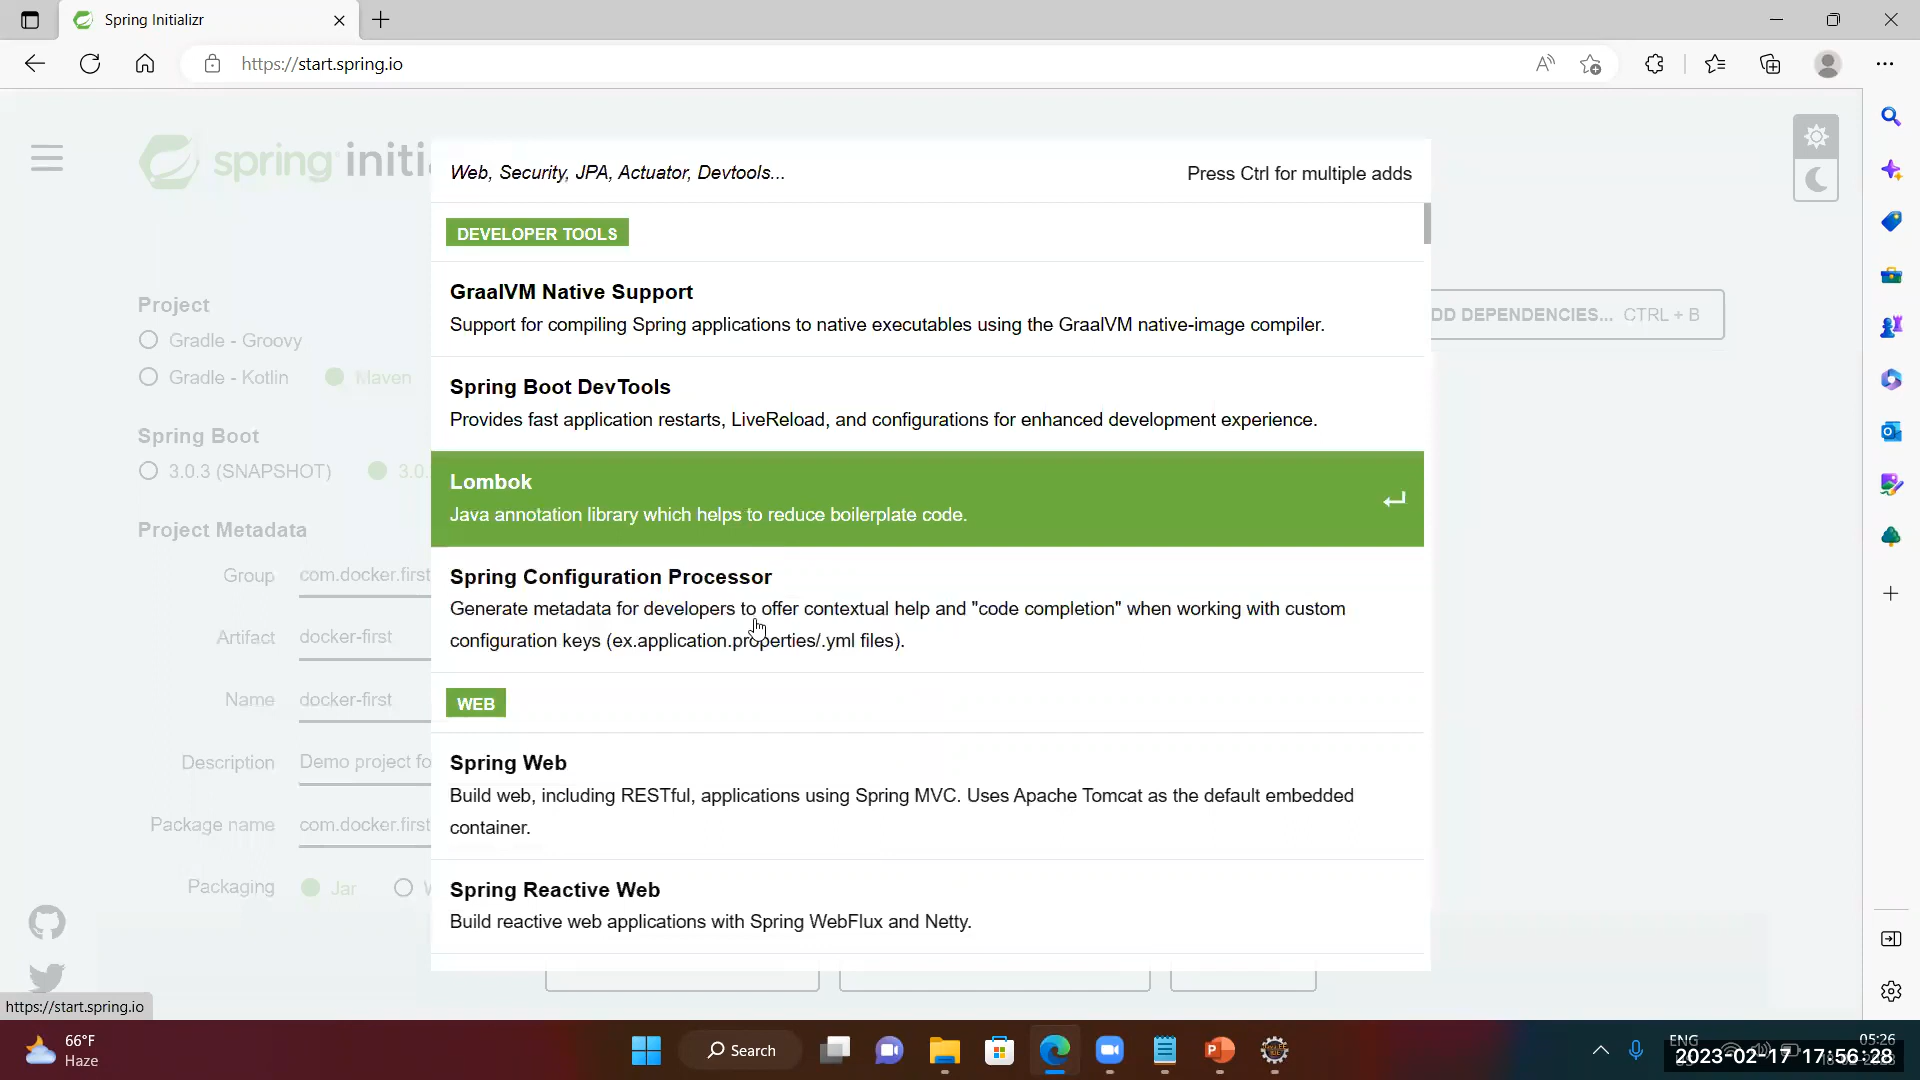 Spring Initializr
https://start.spring.io
spring initi
Web, Security, JPA, Actuator, Devtools...
Press Ctrl for multiple adds
DEVELOPER TOOLS
GraalVM Native Support
Support for compiling Spring applications to native executables using the GraalVM native-image compiler.
Project
DD DEPENDENCIES... CTRL + B
Gradle - Groovy
Gradle - Kotlin
Maven
Spring Boot DevTools
Provides fast application restarts, LiveReload, and configurations for enhanced development experience.
Spring Boot
3.0.3 (SNAPSHOT)
3.0.
Lombok
Java annotation library which helps to reduce boilerplate code.
Project Metadata
Group com.docker.first
Spring Configuration Processor
Generate metadata for developers to offer contextual help and "code completion" when working with custom
configuration keys (ex.application.properties/.yml files).
Artifact docker-first
Name docker-first
WEB
Description Demo project fo
Spring Web
Build web, including RESTful, applications using Spring MVC. Uses Apache Tomcat as the default embedded
container.
Package name com.docker.first
Packaging Jar
Spring Reactive Web
Build reactive web applications with Spring WebFlux and Netty.
https://start.spring.io
66°F
Haze
Search
ENG
05:26
2023-02-17 17:56:28